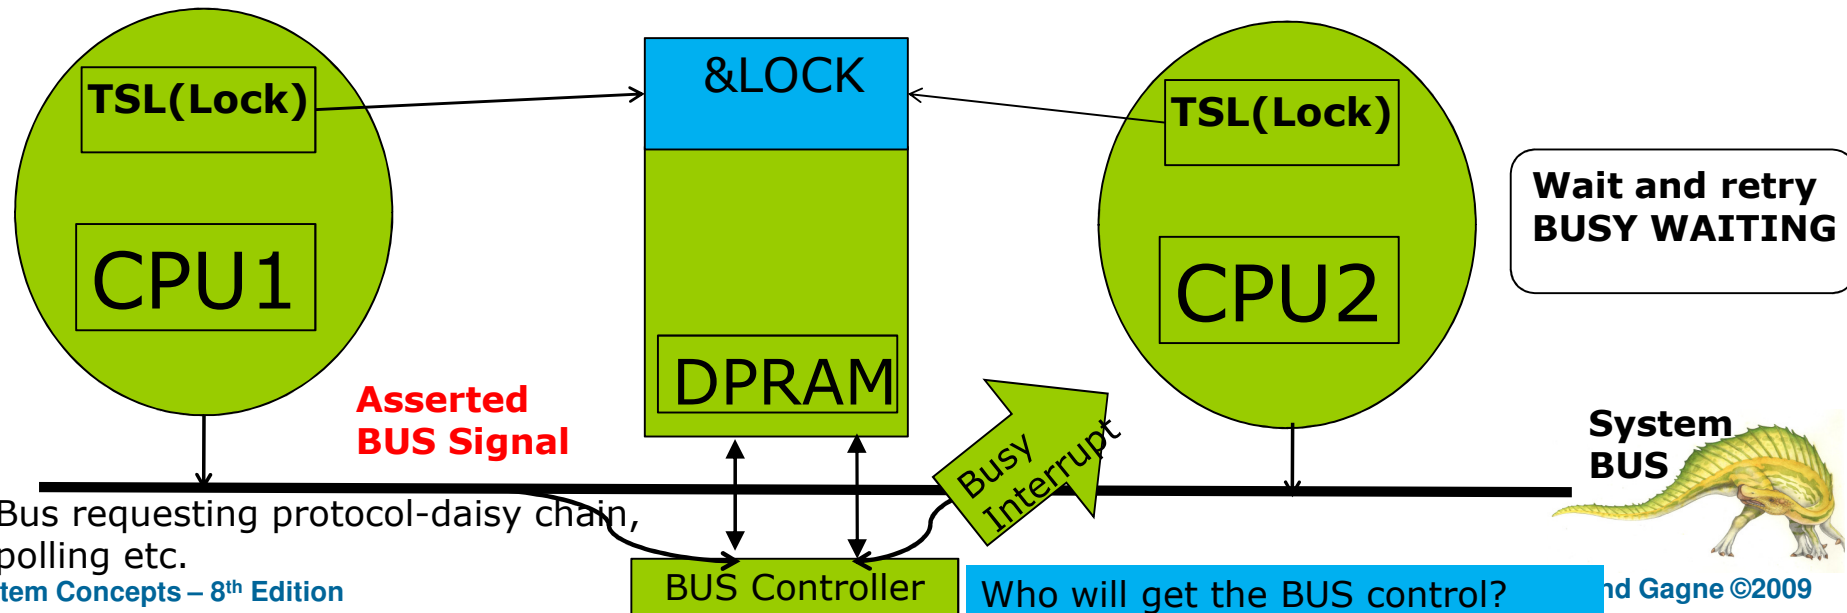 TSL(Lock)
&LOCK
TSL(Lock)
Wait and retry
BUSY WAITING
CPU1
CPU2
DPRAM
Asserted
BUS Signal
Busy
Interrupt
System
BUS
Bus requesting protocol-daisy chain,
polling etc.
BUS Controller
Who will get the BUS control?
tem Concepts – 8th Edition
nd Gagne ©2009